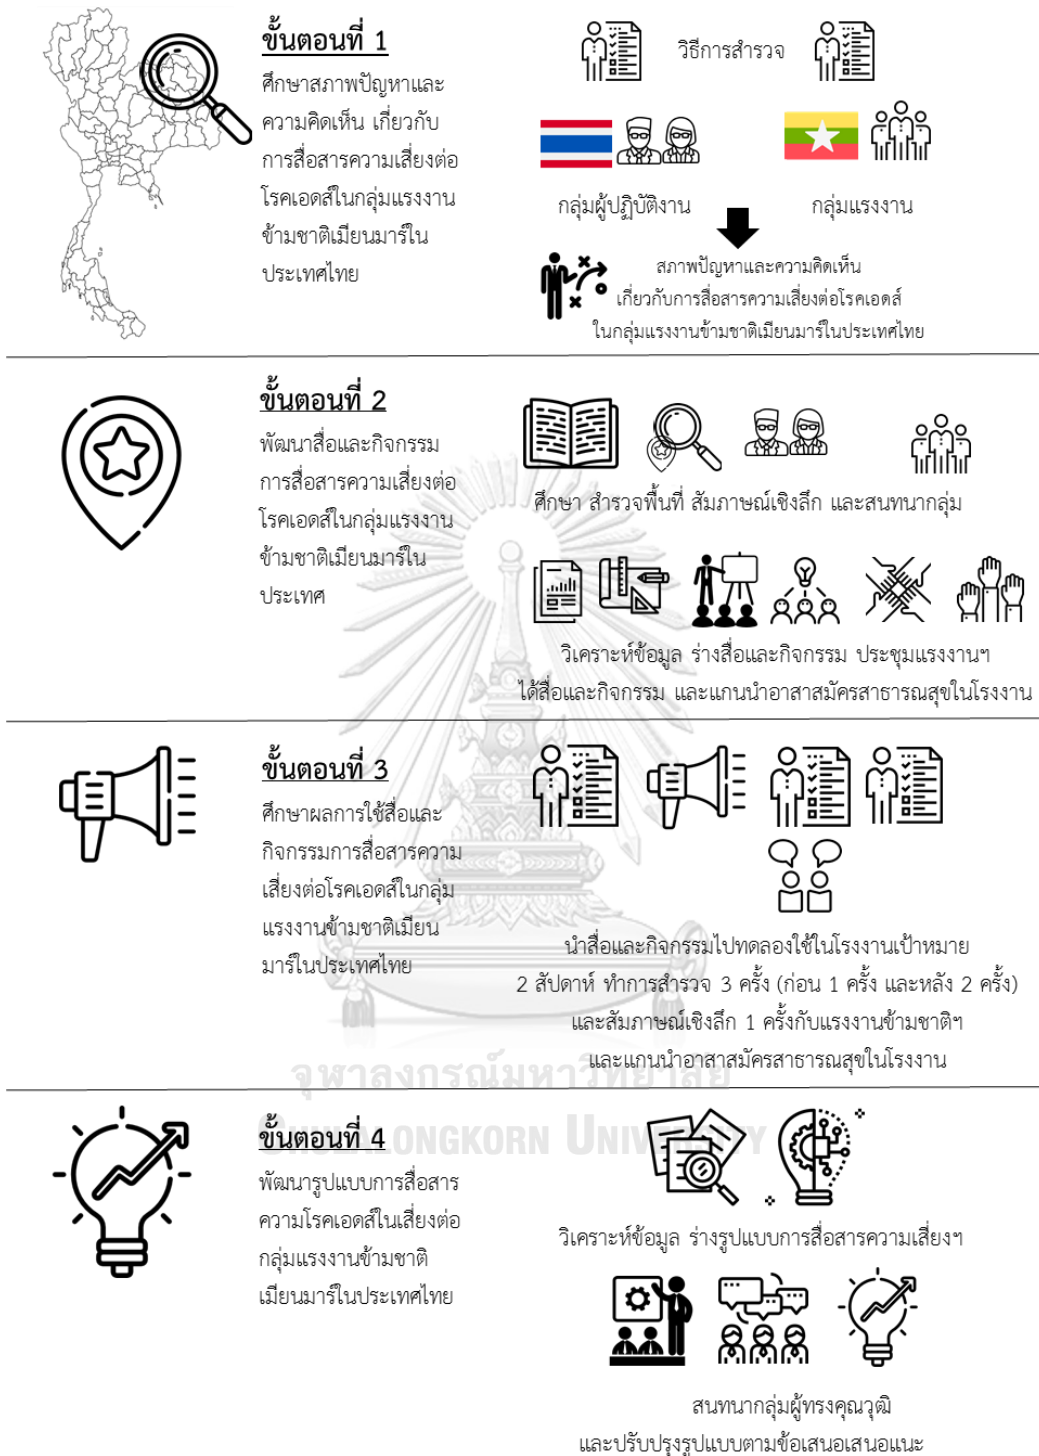 ขั้นตอนที่ 1
ศึกษาสภาพปัญหาและ
ความคิดเห็น เกี่ยวกับ
การสื่อสารความเสี่ยงต่อ
โรคเอดส์ในกลุ่มแรงงาน
ข้ามชาติเมียนมาร์ใน
ประเทศไทย
วิธีการสำรวจ
กลุ่มผู้ปฏิบัติงาน
กลุ่มแรงงาน
สภาพปัญหาและความคิดเห็น
เกี่ยวกับการสื่อสารความเสี่ยงต่อโรคเอดส์
ในกลุ่มแรงงานข้ามชาติเมียนมาร์ในประเทศไทย
ขั้นตอนที่ 2
พัฒนาสื่อและกิจกรรม
การสื่อสารความเสี่ยงต่อ
โรคเอดส์ในกลุ่มแรงงาน
ข้ามชาติเมียนมาร์ใน
ประเทศ
ศึกษา สำรวจพื้นที่ สัมภาษณ์เชิงลึก และสนทนากลุ่ม
วิเคราะห์ข้อมูล ร่างสื่อและกิจกรรม ประชุมแรงงานฯ
ได้สื่อและกิจกรรม และแกนนำอาสาสมัครสาธารณสุขในโรงงาน
ขั้นตอนที่ 3
ศึกษาผลการใช้สื่อและ
กิจกรรมการสื่อสารความ
เสี่ยงต่อโรคเอดส์ในกลุ่ม
แรงงานข้ามชาติเมียน
มาร์ในประเทศไทย
นำสื่อและกิจกรรมไปทดลองใช้ในโรงงานเป้าหมาย
2 สัปดาห์ ทำการสำรวจ 3 ครั้ง (ก่อน 1 ครั้ง และหลัง 2 ครั้ง)
และสัมภาษณ์เชิงลึก 1 ครั้งกับแรงงานข้ามชาติฯ
และแกนนำอาสาสมัครสาธารณสุขในโรงงาน
จุฬาลงกรณ์มหาวิทยาลัย
CHULALONGKORN UNIVERSITY
ขั้นตอนที่ 4
พัฒนารูปแบบการสื่อสาร
ความโรคเอดส์ในเสี่ยงต่อ
กลุ่มแรงงานข้ามชาติ
เมียนมาร์ในประเทศไทย
วิเคราะห์ข้อมูล ร่างรูปแบบการสื่อสารความเสี่ยงฯ
สนทนากลุ่มผู้ทรงคุณวุฒิ
และปรับปรุงรูปแบบตามข้อเสนอเสนอแนะ